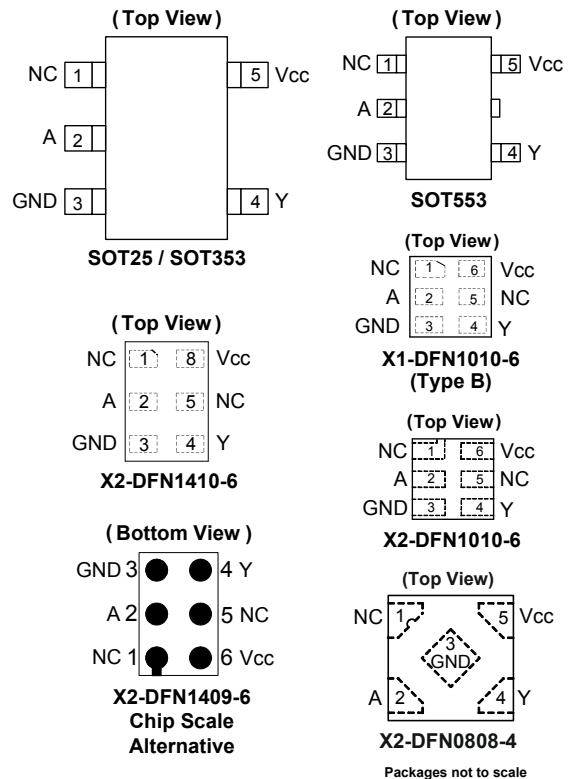 (Top View)
NC 1 5 Vcc
A 2
GND 3 4 Y
SOT25 / SOT353
(Top View)
NC 1 5 Vcc
A 2
GND 3 4 Y
SOT553
(Top View)
NC 1 6 Vcc
A 2 5 NC
GND 3 4 Y
X1-DFN1010-6
(Type B)
(Top View)
NC 1 8 Vcc
A 2 5 NC
GND 3 4 Y
X2-DFN1410-6
(Top View)
NC 1 6 Vcc
A 2 5 NC
GND 3 4 Y
X2-DFN1010-6
(Bottom View)
GND 3 4 Y
A 2 5 NC
NC 1 6 Vcc
X2-DFN1409-6
Chip Scale
Alternative
(Top View)
NC 1 5 Vcc
3
GND
A 2 4 Y
X2-DFN0808-4
Packages not to scale